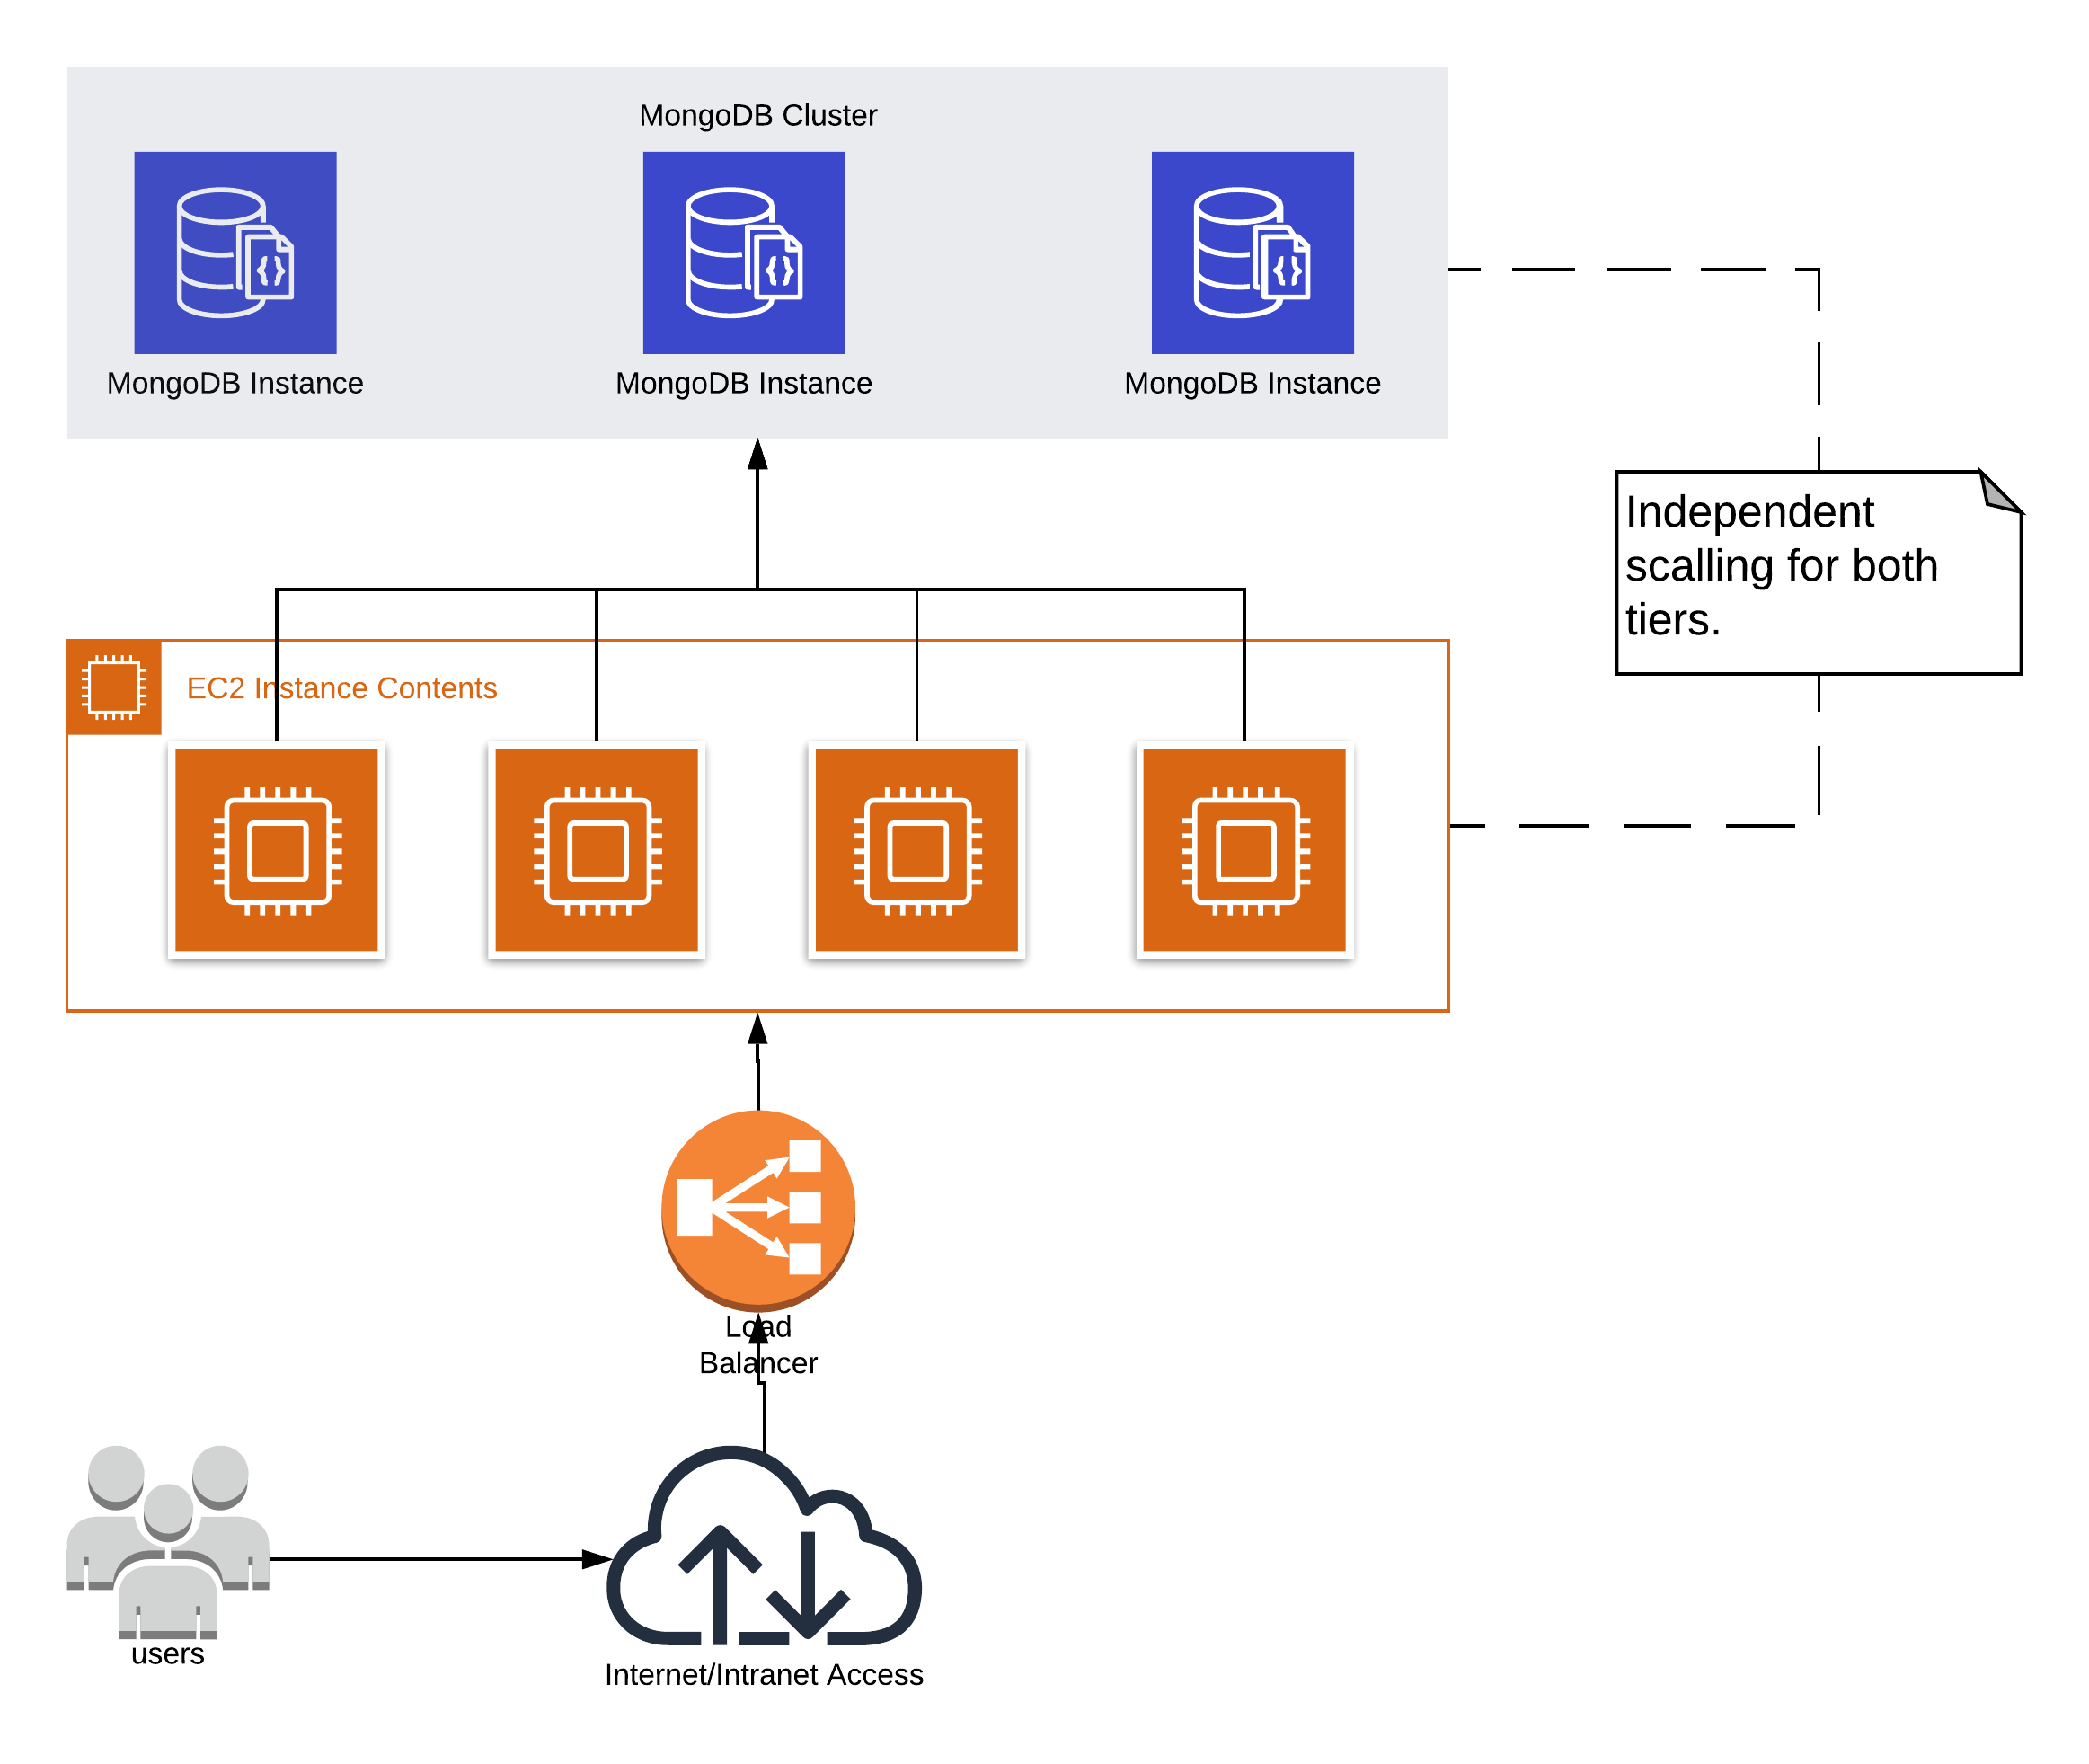 MongoDB Cluster
MongoDB Instance
MongoDB Instance
MongoDB Instance
Independent
scalling for both
tiers.
EC2 Instance Contents
Load
Balancer
users
Internet/Intranet Access